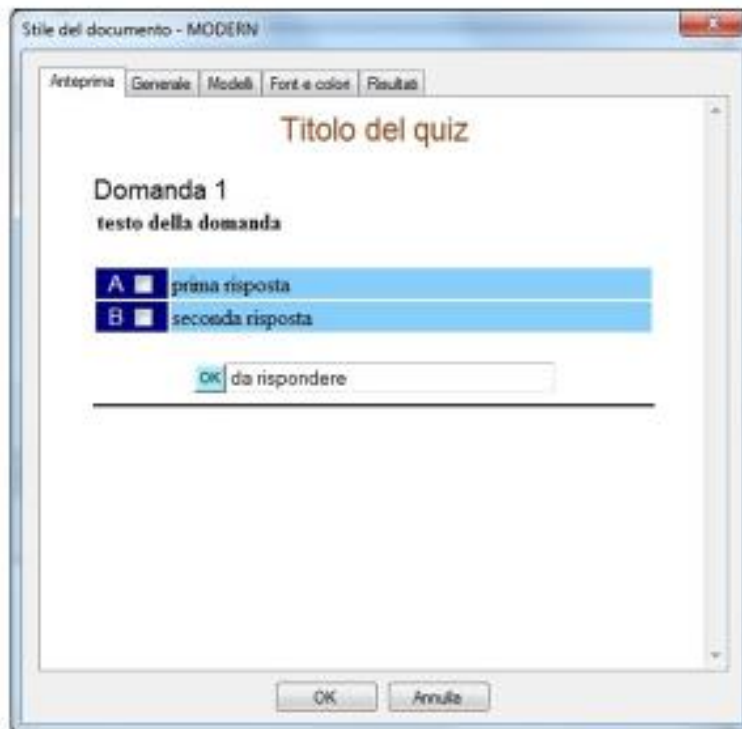 Stile del documento - MODERN
Anteprima Generale Modelli Font e colori Risultati
Titolo del quiz
Domanda 1
testo della domanda
A prima risposta
B seconda risposta
OK da rispondere
OK Annulla